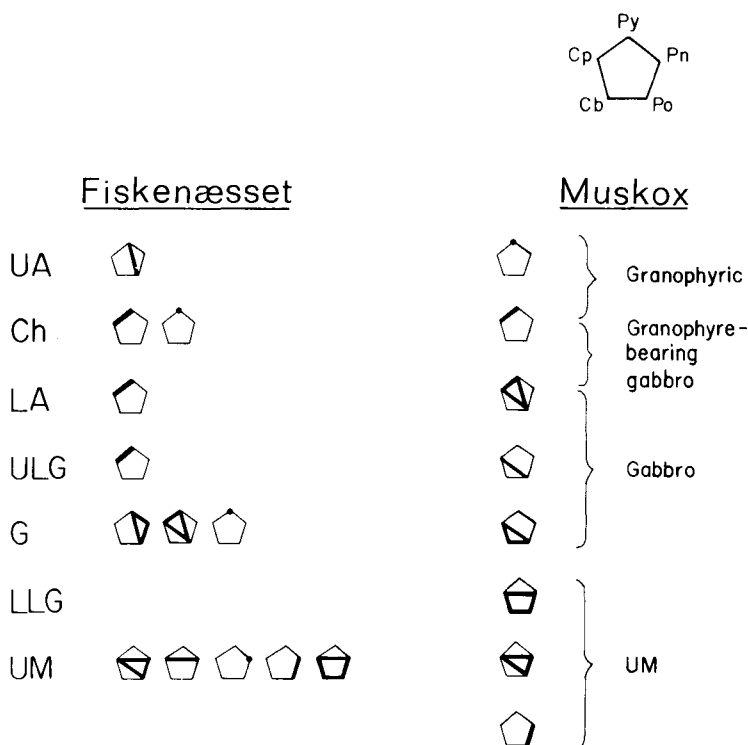 Py
Cp Pn
Cb Po
Fiskenæsset Muskox
UA Granophyric
Ch Granophyre-
bearing
gabbro
LA
ULG Gabbro
G
LLG
UM UM